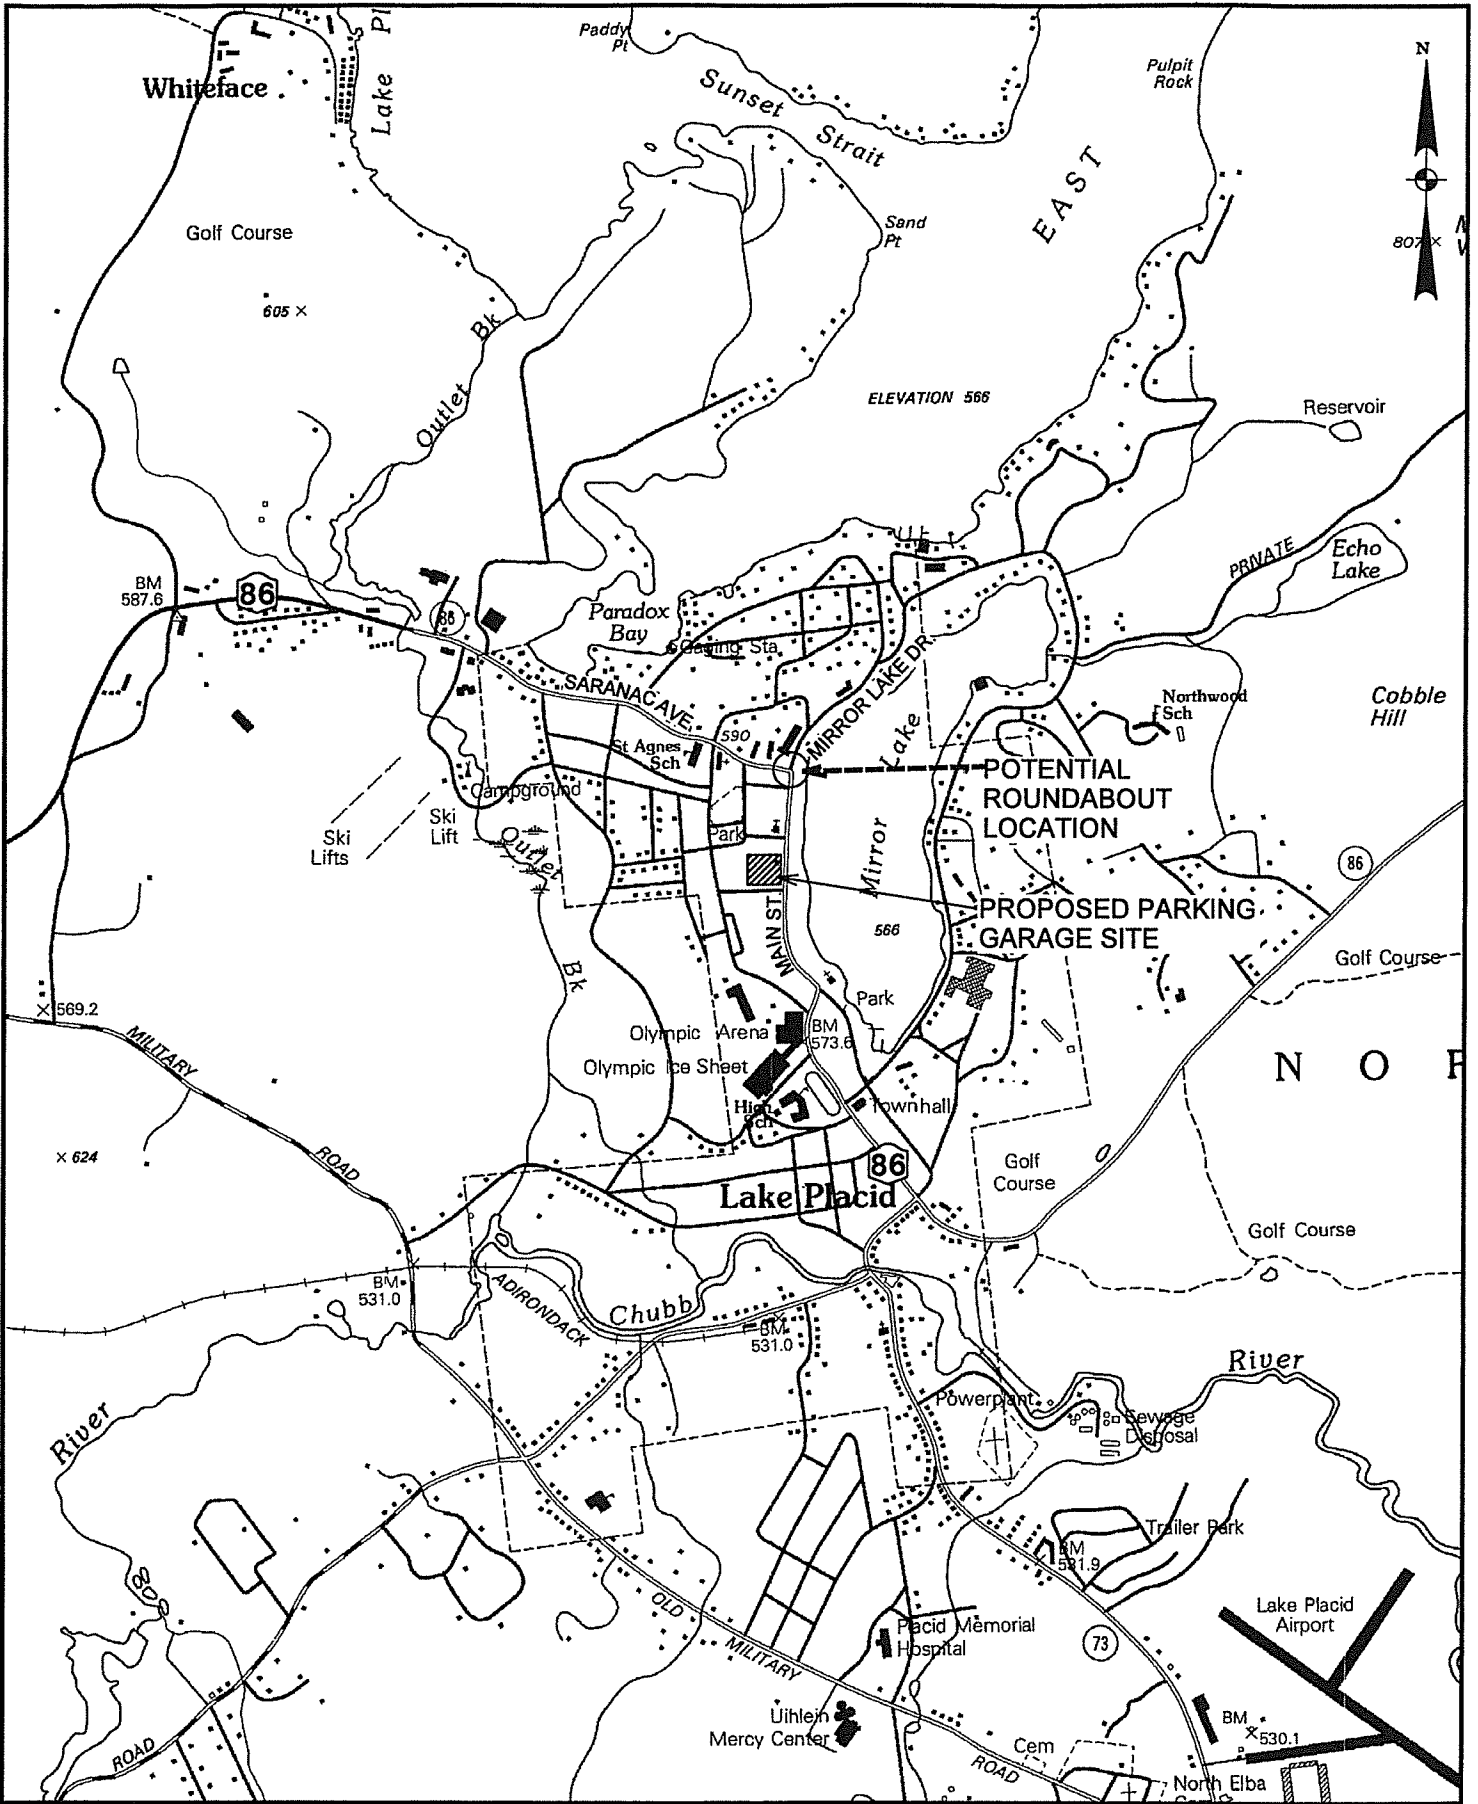 Paddy
Pt
Lake Pl
N
Whiteface
Sunset
Strait
Pulpit
Rock
EAST
Golf Course
Sand
Pt
807
605
Bk
Outlet
ELEVATION 566
Reservoir
PRIVATE
Echo
Lake
BM
587.6
86
86
Paradox
Bay
Gaging Sta
SARANAC AVE.
MIRROR LAKE DR.
Northwood
Sch
Cobble
Hill
590
St Agnes
Sch
Lake
POTENTIAL
ROUNDABOUT
LOCATION
Campground
Ski
Lifts
Ski
Lift
Outlet
Park
Mirror
86
PROPOSED PARKING
GARAGE SITE
MAIN ST.
566
Golf Course
Bk
Park
569.2
MILITARY
Olympic Arena
BM
573.6
Olympic Ice Sheet
N O R
High
Sch
Townhall
624
ROAD
86
Golf
Course
Lake Placid
Golf Course
BM
531.0
ADIRONDACK
Chubb
BM
531.0
River
River
Powerplant
Sewage
Disposal
Trailer Park
BM
531.9
OLD
Lake Placid
Airport
Placid Memorial
Hospital
MILITARY
73
Uihlein
Mercy Center
BM
530.1
ROAD
Cem
ROAD
North Elba